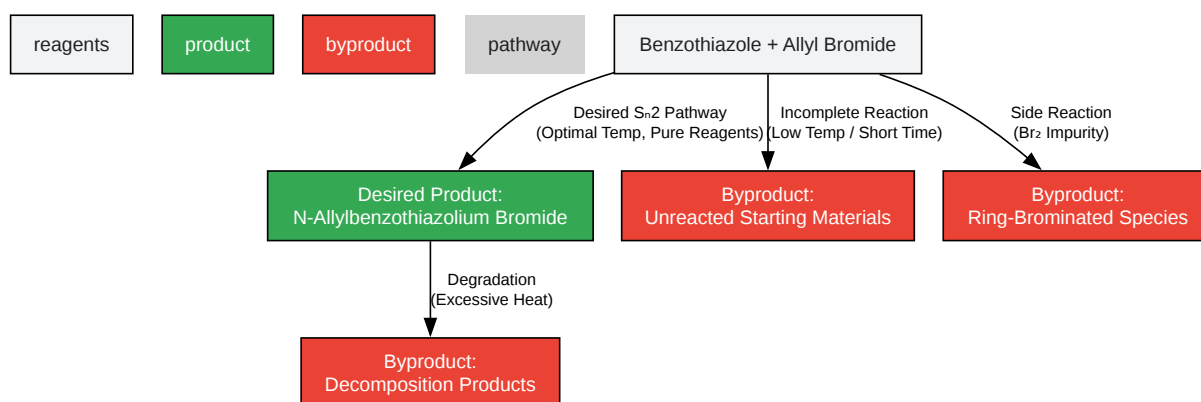 reagents
product
byproduct
pathway
Benzothiazole + Allyl Bromide
Desired Sₙ2 Pathway
(Optimal Temp, Pure Reagents)
Incomplete Reaction
(Low Temp / Short Time)
Side Reaction
(Br₂ Impurity)
Desired Product:
N-Allylbenzothiazolium Bromide
Byproduct:
Unreacted Starting Materials
Byproduct:
Ring-Brominated Species
Degradation
(Excessive Heat)
Byproduct:
Decomposition Products